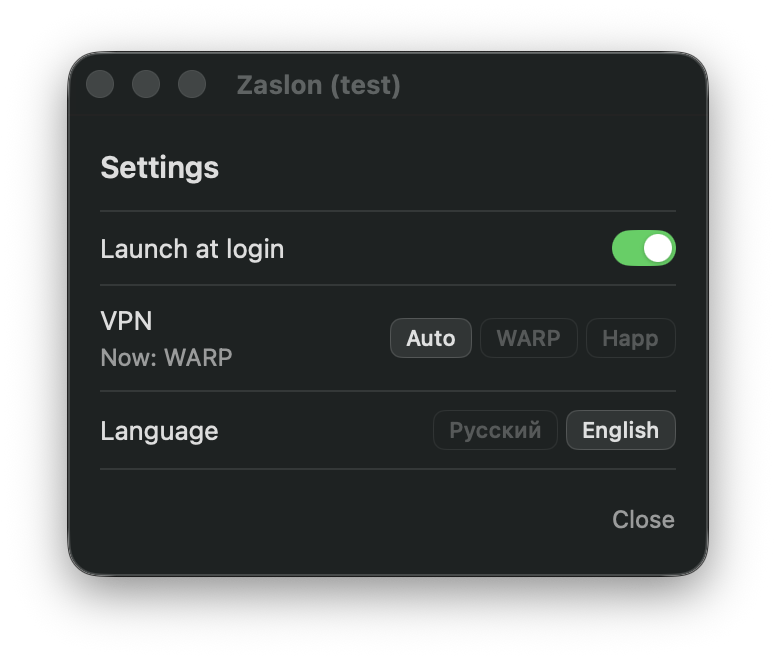 Zaslon (test)
Settings
Launch at login
VPN
Now: WARP
Auto WARP Happ
Language Русский English
Close